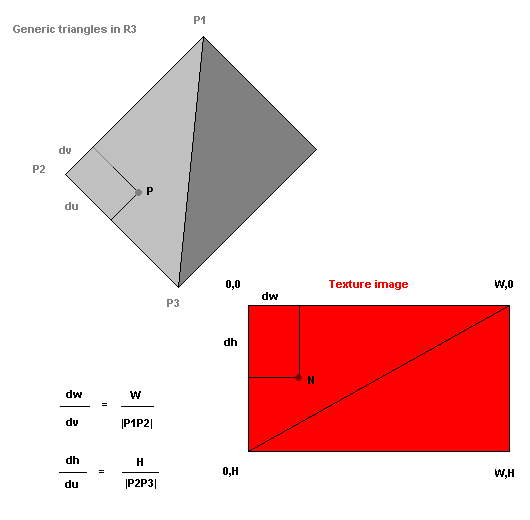 P1
Generic triangles in R3
dv
P2
P
du
P3
0,0
Texture image
W,0
dw
dh
H
dw
dv
=
W
|P1P2|
0,H
W,H
dh
du
=
H
|P2P3|